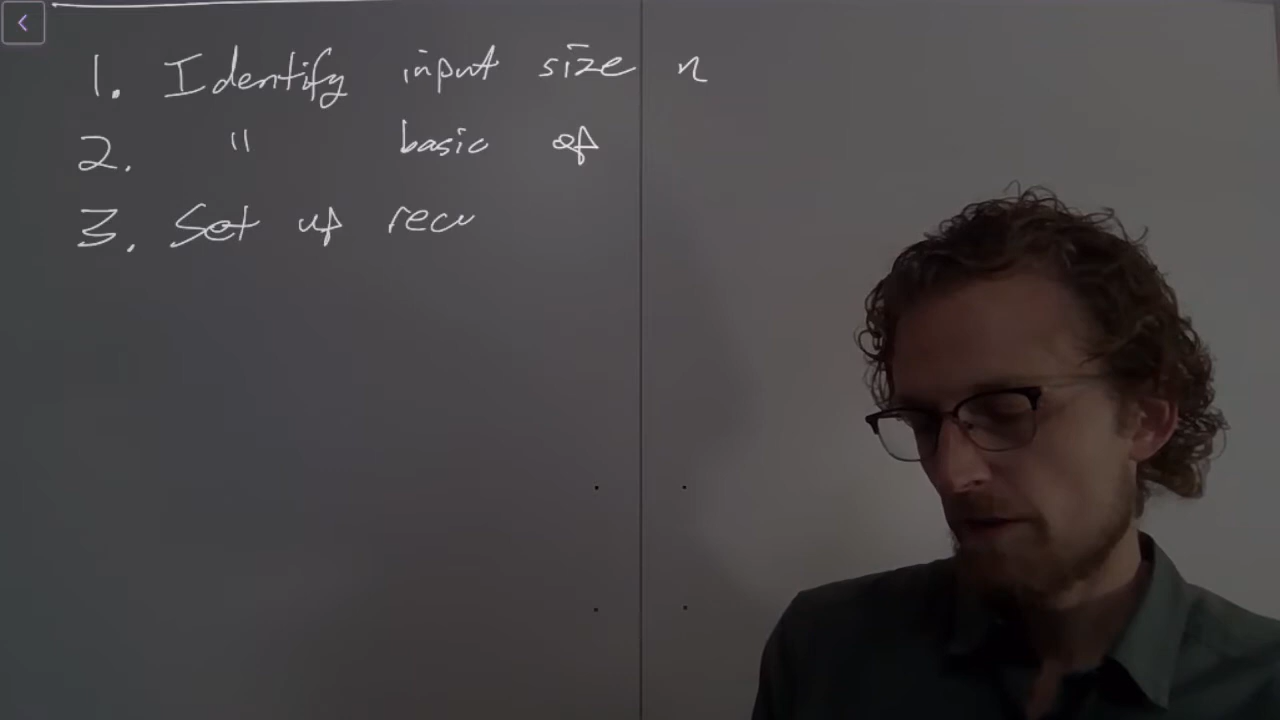 1. Identify input size n
2. " basic op
3. Set up recu